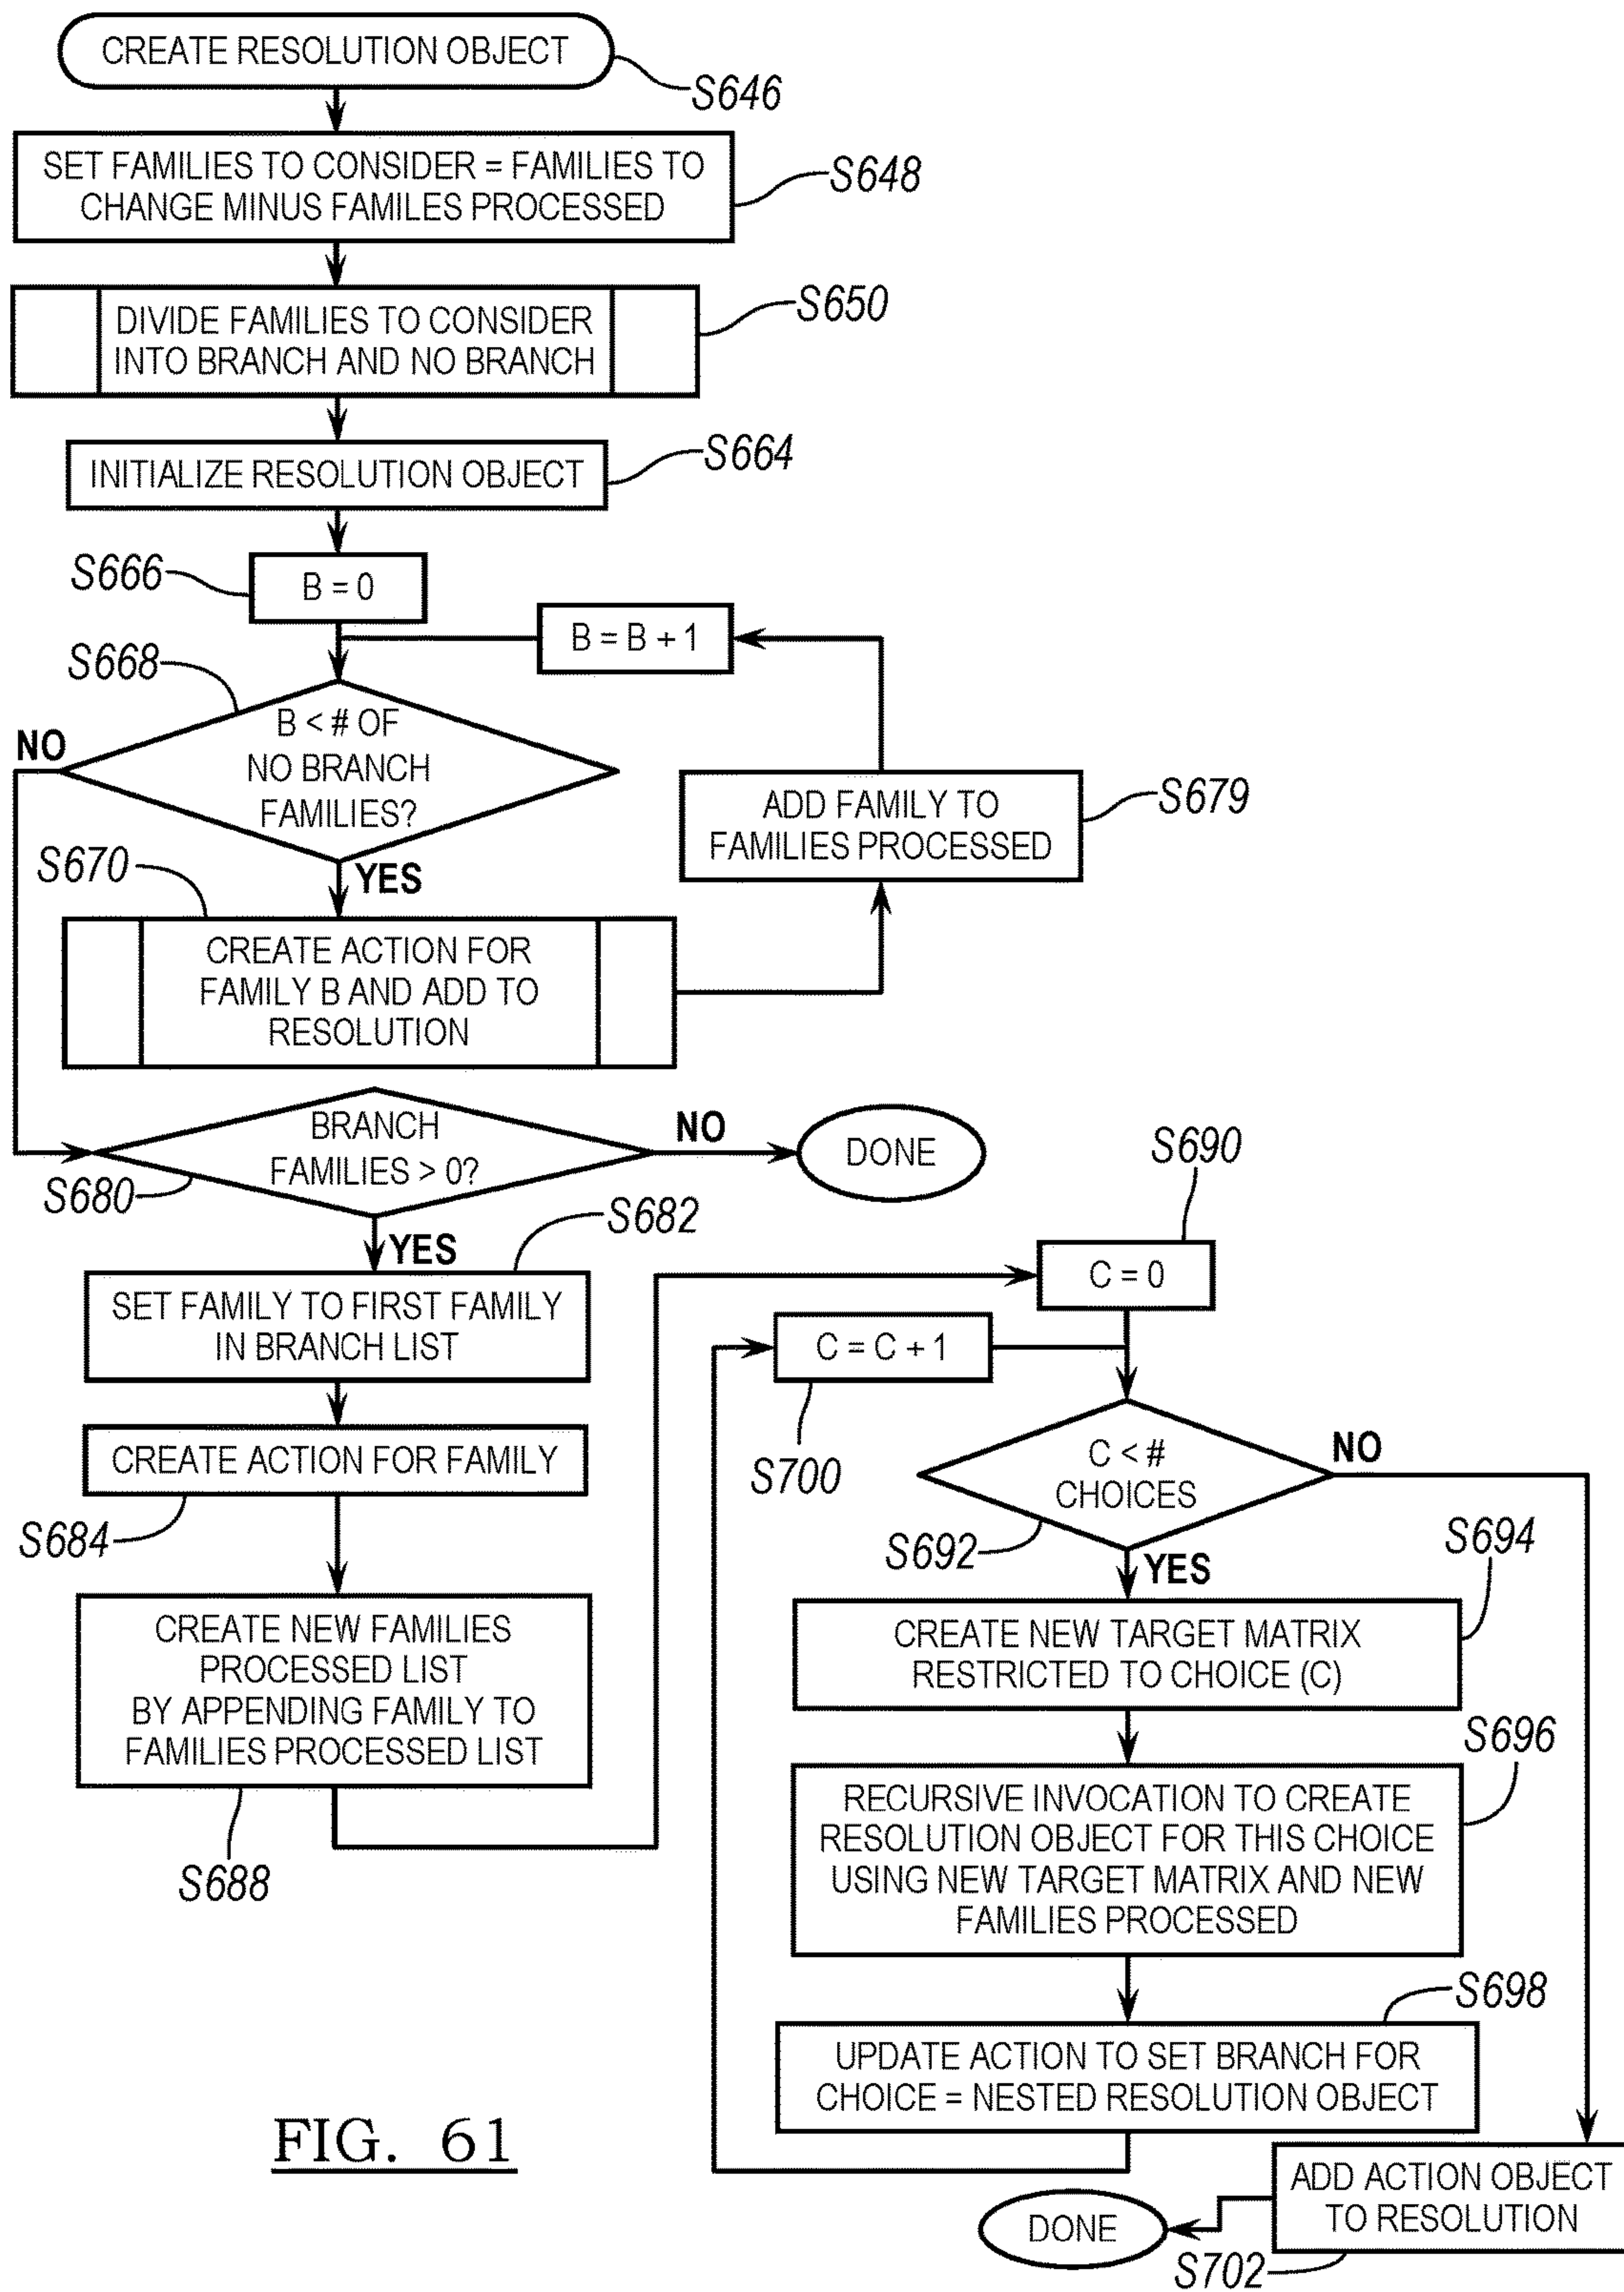 CREATE RESOLUTION OBJECT
S646
SET FAMILIES TO CONSIDER = FAMILIES TO
CHANGE MINUS FAMILES PROCESSED
S648
DIVIDE FAMILIES TO CONSIDER
INTO BRANCH AND NO BRANCH
S650
INITIALIZE RESOLUTION OBJECT
S664
S666
B = 0
B = B + 1
S668
B < # OF
NO BRANCH
FAMILIES?
NO
YES
ADD FAMILY TO
FAMILIES PROCESSED
S679
S670
CREATE ACTION FOR
FAMILY B AND ADD TO
RESOLUTION
BRANCH
FAMILIES > 0?
NO
DONE
S680
YES
S682
SET FAMILY TO FIRST FAMILY
IN BRANCH LIST
CREATE ACTION FOR FAMILY
S684
CREATE NEW FAMILIES
PROCESSED LIST
BY APPENDING FAMILY TO
FAMILIES PROCESSED LIST
S688
S690
C = 0
C = C + 1
S700
C < #
CHOICES
NO
S692
YES
S694
CREATE NEW TARGET MATRIX
RESTRICTED TO CHOICE (C)
S696
RECURSIVE INVOCATION TO CREATE
RESOLUTION OBJECT FOR THIS CHOICE
USING NEW TARGET MATRIX AND NEW
FAMILIES PROCESSED
S698
UPDATE ACTION TO SET BRANCH FOR
CHOICE = NESTED RESOLUTION OBJECT
ADD ACTION OBJECT
TO RESOLUTION
S702
DONE
FIG. 61